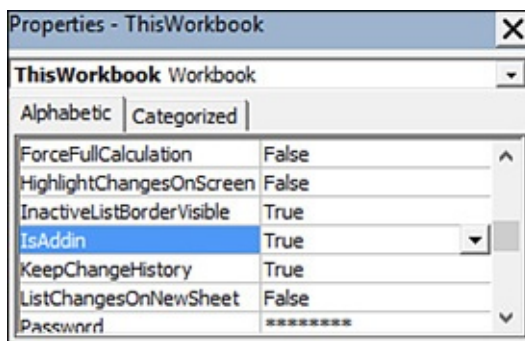 Properties - ThisWorkbook
ThisWorkbook Workbook
Alphabetic Categorized
ForceFullCalculation False
HighlightChangesOnScreen False
InactiveListBorderVisible True
IsAddin True
KeepChangeHistory True
ListChangesOnNewSheet False
Password ********